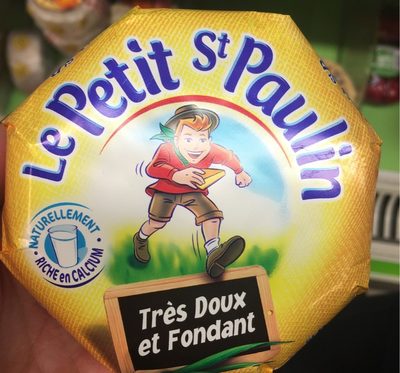 Le Petit St Paulin
NATURELLEMENT
RICHE en CALCIUM
Très Doux
et Fondant